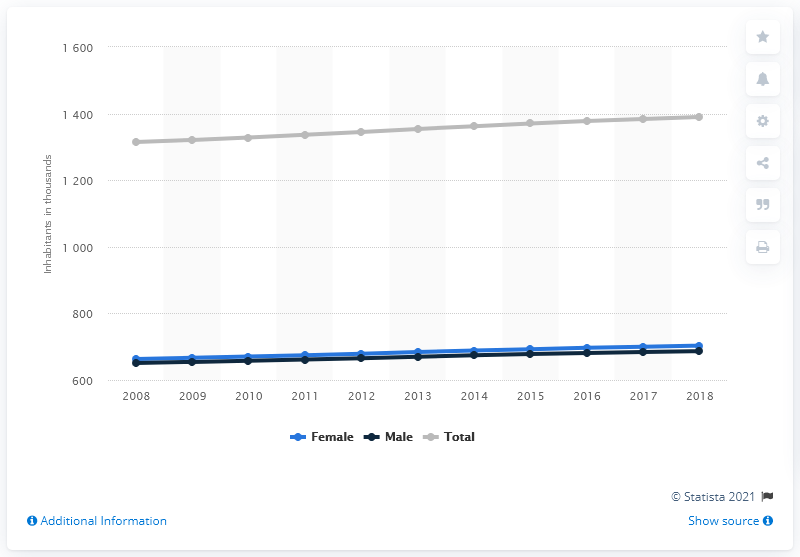 1 600
1 400
1 200
1 000
800
600
Inhabitants in thousands
2008 2009 2010 2011 2012 2013 2014 2015 2016 2017 2018
Female Male Total
© Statista 2021
Additional Information Show source